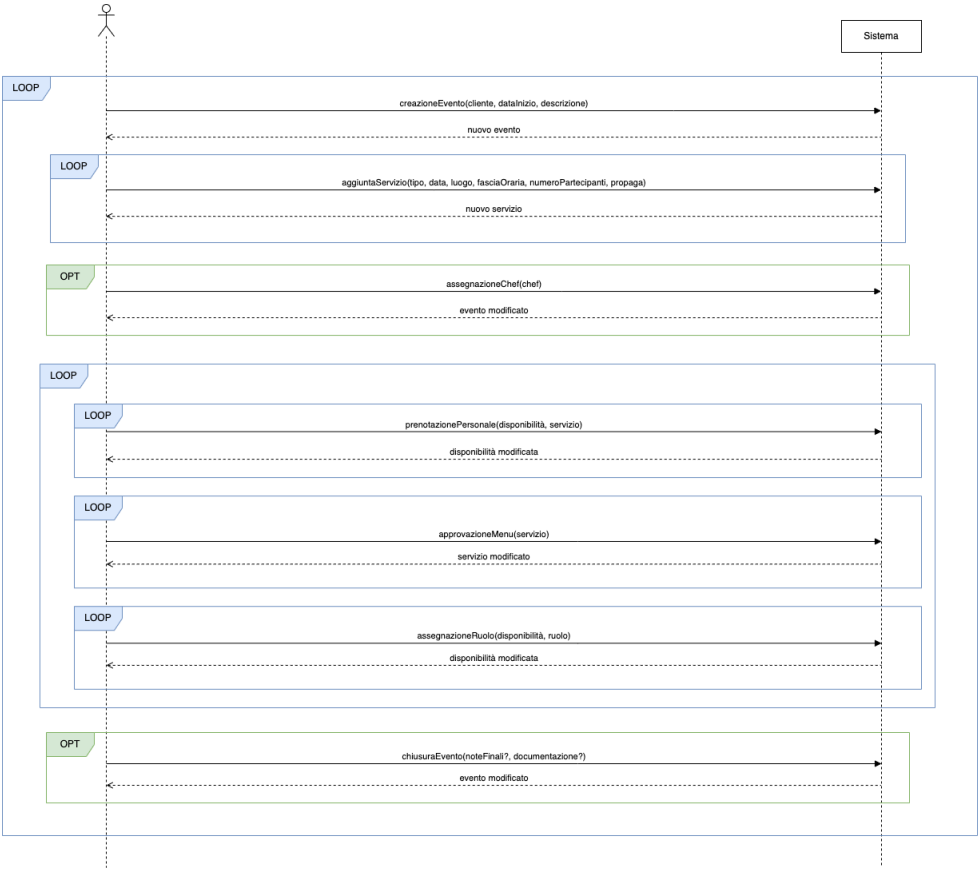 Sistema
LOOP
creazioneEvento(cliente, dataInizio, descrizione)
nuovo evento
LOOP
aggiuntaServizio(tipo, data, luogo, fasciaOraria, numeroPartecipanti, propaga)
nuovo servizio
OPT
assegnazioneChef(chef)
evento modificato
LOOP
LOOP
prenotazionePersonale(disponibilità, servizio)
disponibilità modificata
LOOP
approvazioneMenu(servizio)
servizio modificato
LOOP
assegnazioneRuolo(disponibilità, ruolo)
disponibilità modificata
OPT
chiusuraEvento(noteFinali?, documentazione?)
evento modificato